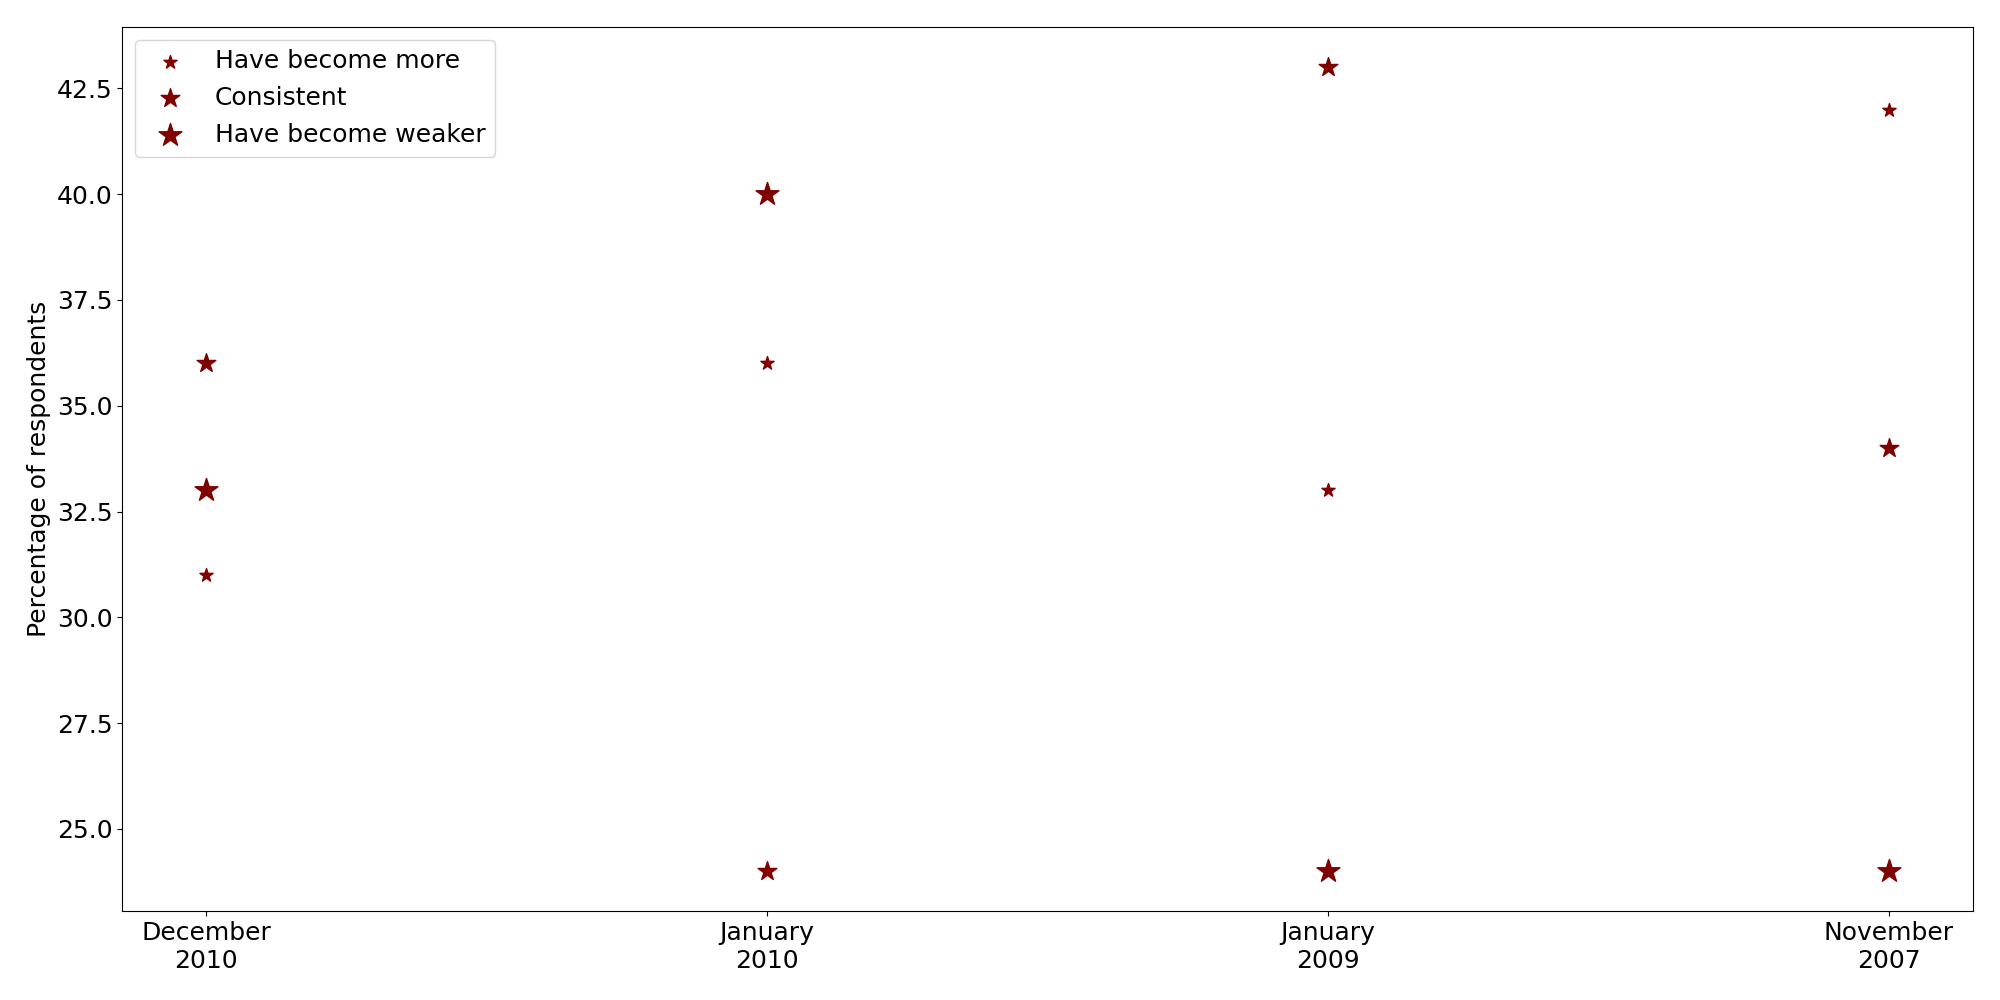 Have become more
Consistent
Have become weaker
Percentage of respondents
42.5
40.0
37.5
35.0
32.5
30.0
27.5
25.0
December
2010
January
2010
January
2009
November
2007